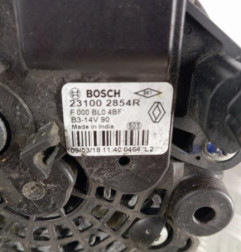 BOSCH
23100 2854R
F 000 BL0 4BF
B3-14V 90
Made in India
09/03/18 11:40 0464 L2